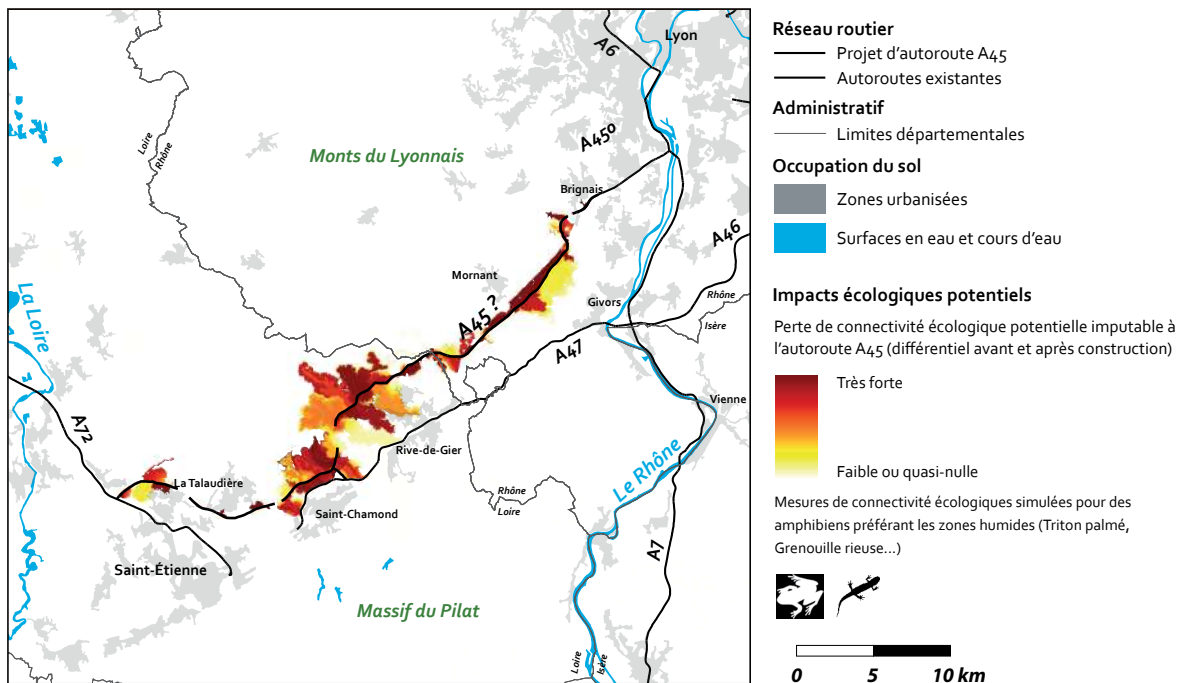 Lyon
A6
Loire
Rhône
A450
Monts du Lyonnais
Brignais
A46
Mornant
La Loire
Givors
Rhône
Isère
A45 ?
A47
Vienne
A72
Rive-de-Gier
La Talaudière
Le Rhône
Rhône
Loire
Saint-Chamond
A7
Saint-Étienne
Massif du Pilat
Loire
Isère
Réseau routier
Projet d'autoroute A45
Autoroutes existantes
Administratif
Limites départementales
Occupation du sol
Zones urbanisées
Surfaces en eau et cours d'eau
Impacts écologiques potentiels
Perte de connectivité écologique potentielle imputable à
l'autoroute A45 (différentiel avant et après construction)
Très forte
Faible ou quasi-nulle
Mesures de connectivité écologiques simulées pour des
amphibiens préférant les zones humides (Triton palmé,
Grenouille rieuse...)
0 5 10 km